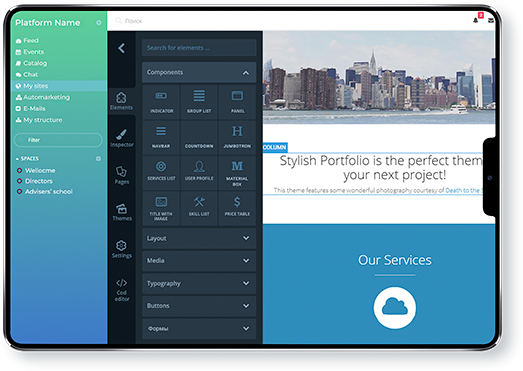 Platform Name
Feed
Events
Catalog
Chat
My sites
Automarketing
E-Mails
My structure
Filter
SPACES
Wellcome
Directors
Advisers' school
Поиск
2
Elements
Inspector
Pages
Themes
Settings
Cod
editor
Search for elements ...
Components
INDICATOR
GROUP LIST
PANEL
NAVBAR
COUNTDOWN
JUMBOTRON
SERVICES LIST
USER PROFILE
MATERIAL
BOX
TITLE WITH
IMAGE
SKILL LIST
PRICE TABLE
Layout
Media
Typography
Buttons
Формы
COLUMN
Stylish Portfolio is the perfect them
your next project!
This theme features some wonderful photography courtesy of Death to the
Our Services